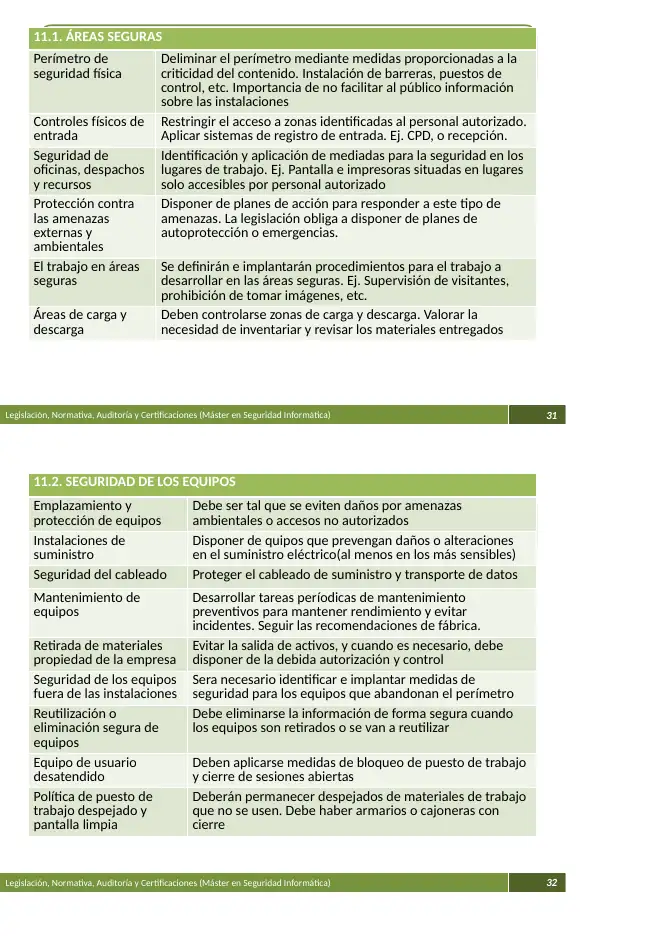 11.1. ÁREAS SEGURAS
Perímetro de
seguridad física
Deliminar el perímetro mediante medidas proporcionadas a la
criticidad del contenido. Instalación de barreras, puestos de
control, etc. Importancia de no facilitar al público información
sobre las instalaciones
Controles físicos de
entrada
Restringir el acceso a zonas identificadas al personal autorizado.
Aplicar sistemas de registro de entrada. Ej. CPD, o recepción.
Seguridad de
oficinas, despachos
y recursos
Identificación y aplicación de mediadas para la seguridad en los
lugares de trabajo. Ej. Pantalla e impresoras situadas en lugares
solo accesibles por personal autorizado
Protección contra
las amenazas
externas y
ambientales
Disponer de planes de acción para responder a este tipo de
amenazas. La legislación obliga a disponer de planes de
autoprotección o emergencias.
El trabajo en áreas
seguras
Se definirán e implantarán procedimientos para el trabajo a
desarrollar en las áreas seguras. Ej. Supervisión de visitantes,
prohibición de tomar imágenes, etc.
Áreas de carga y
descarga
Deben controlarse zonas de carga y descarga. Valorar la
necesidad de inventariar y revisar los materiales entregados
Legislación, Normativa, Auditoría y Certificaciones (Máster en Seguridad Informática)
31
11.2. SEGURIDAD DE LOS EQUIPOS
Emplazamiento y
protección de equipos
Debe ser tal que se eviten daños por amenazas
ambientales o accesos no autorizados
Instalaciones de
suministro
Disponer de quipos que prevengan daños o alteraciones
en el suministro eléctrico(al menos en los más sensibles)
Seguridad del cableado
Proteger el cableado de suministro y transporte de datos
Mantenimiento de
equipos
Desarrollar tareas períodicas de mantenimiento
preventivos para mantener rendimiento y evitar
incidentes. Seguir las recomendaciones de fábrica.
Retirada de materiales
propiedad de la empresa
Evitar la salida de activos, y cuando es necesario, debe
disponer de la debida autorización y control
Seguridad de los equipos
fuera de las instalaciones
Sera necesario identificar e implantar medidas de
seguridad para los equipos que abandonan el perímetro
Reutilización o
eliminación segura de
equipos
Debe eliminarse la información de forma segura cuando
los equipos son retirados o se van a reutilizar
Equipo de usuario
desatendido
Deben aplicarse medidas de bloqueo de puesto de trabajo
y cierre de sesiones abiertas
Política de puesto de
trabajo despejado y
pantalla limpia
Deberán permanecer despejados de materiales de trabajo
que no se usen. Debe haber armarios o cajoneras con
cierre
Legislación, Normativa, Auditoría y Certificaciones (Máster en Seguridad Informática)
32